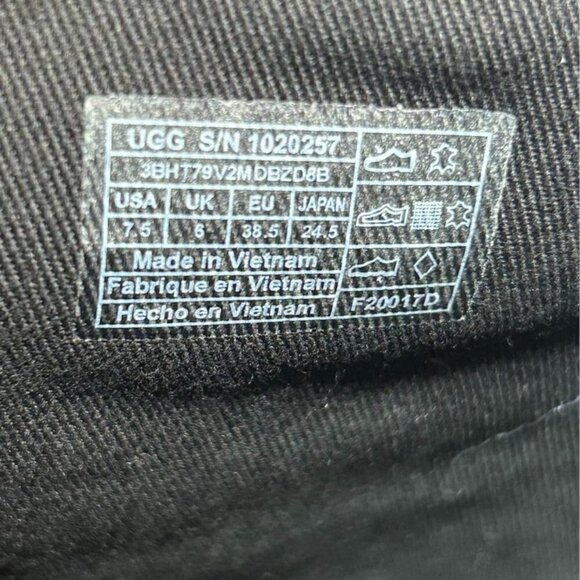 UGG S/N 1020257
3BHT79V2MDBZD8B
USA UK EU JAPAN
7.5 6 38.5 24.5
Made in Vietnam
Fabrique en Vietnam
Hecho en Vietnam F20017D